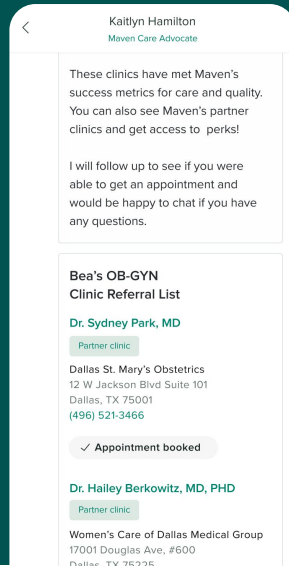 Kaitlyn Hamilton
Maven Care Advocate
These clinics have met Maven's
success metrics for care and quality.
You can also see Maven's partner
clinics and get access to perks!
I will follow up to see if you were
able to get an appointment and
would be happy to chat if you have
any questions.
Bea's OB-GYN
Clinic Referral List
Dr. Sydney Park, MD
Partner clinic
Dallas St. Mary's Obstetrics
12 W Jackson Blvd Suite 101
Dallas, TX 75001
(496) 521-3466
✓ Appointment booked
Dr. Hailey Berkowitz, MD, PHD
Partner clinic
Women's Care of Dallas Medical Group
17001 Douglas Ave, #600
Dallas, TX 75225